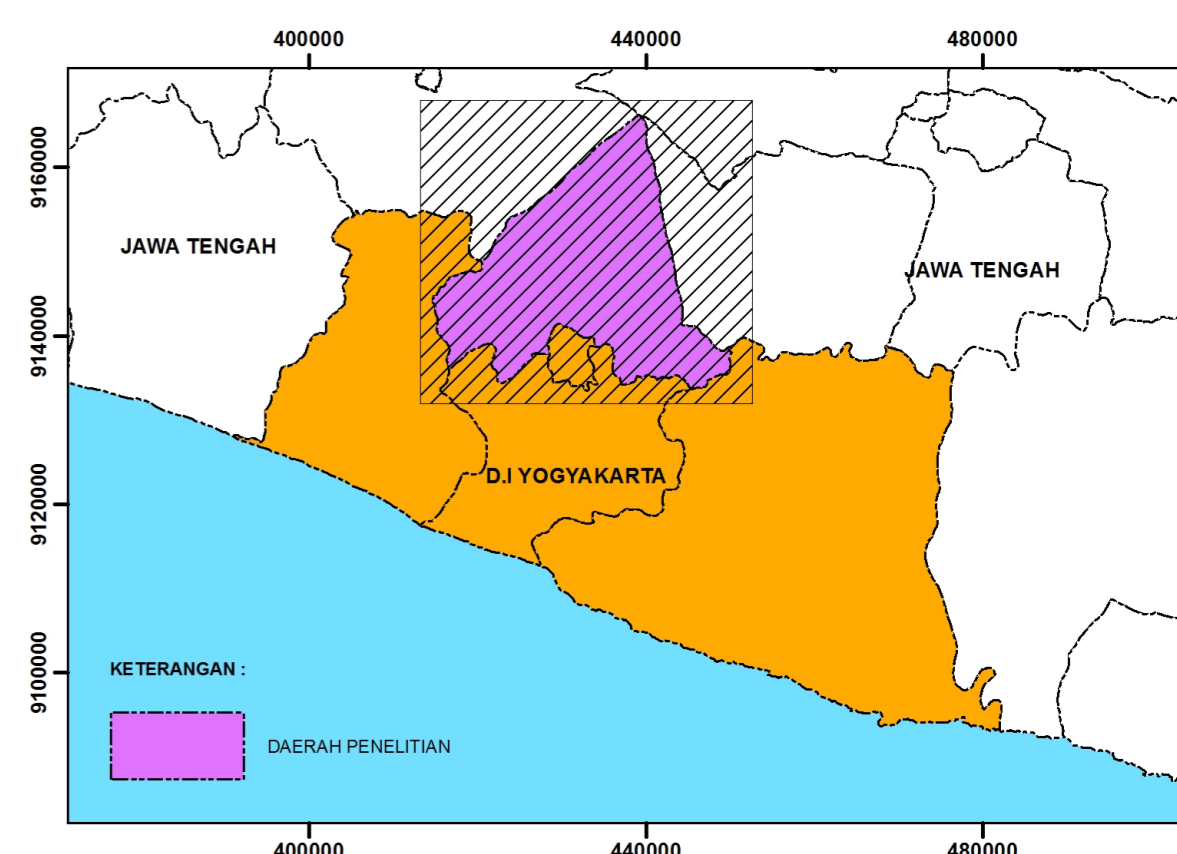 400000 440000 480000
9160000
9140000
9120000
9100000
JAWA TENGAH
JAWA TENGAH
D.I YOGYAKARTA
KETERANGAN :
DAERAH PENELITIAN
400000 440000 480000